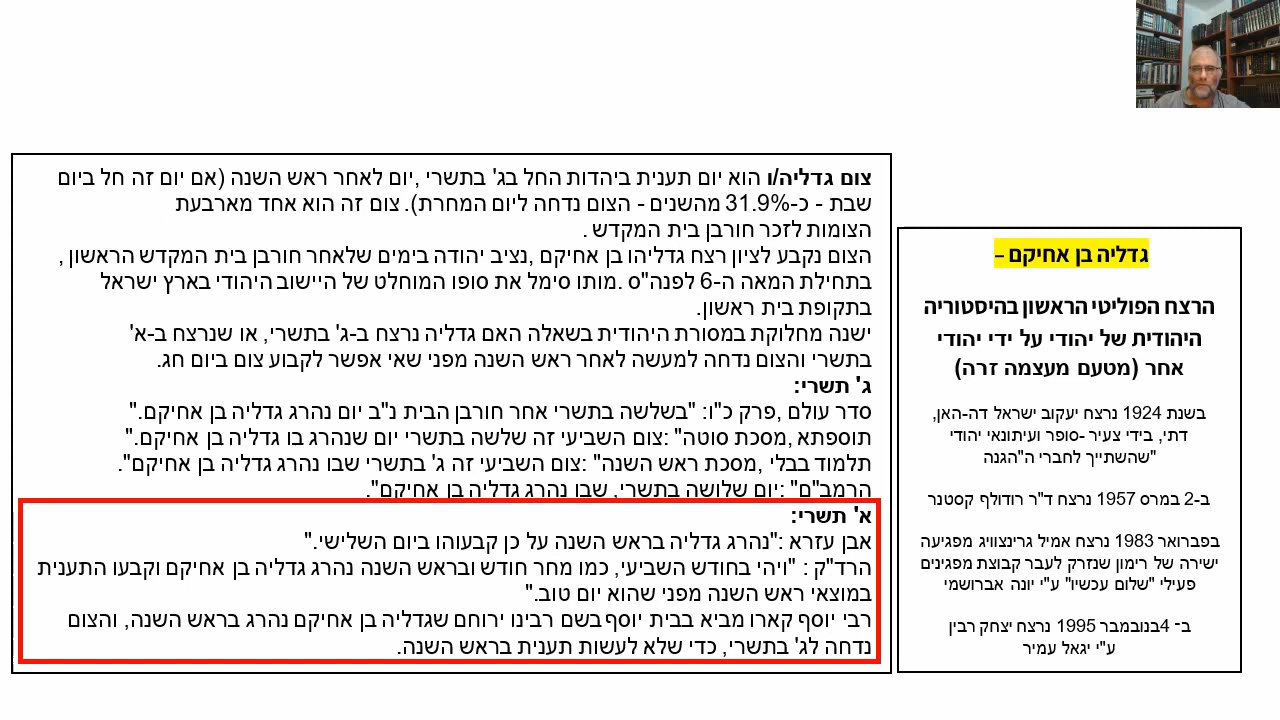 גדליה בן אחיקם –
הרצח הפוליטי הראשון בהיסטוריה
היהודית של יהודי על ידי יהודי
אחר (מטעם מעצמה זרה)
בשנת 1924 נרצח יעקוב ישראל דה-האן,
דתי, בידי צעיר -סופר ועיתונאי יהודי
"שהשתייך לחברי ה"הגנה
ב-2 במרס 1957 נרצח ד"ר רודולף קסטנר
בפברואר 1983 נרצח אמיל גרינצוויג מפגיעה
ישירה של רימון שנזרק לעבר קבוצת מפגינים
פעילי "שלום עכשיו" ע"י יונה אברושמי
ב־ 4בנובמבר 1995 נרצח יצחק רבין
ע"י יגאל עמיר
צום גדליה/ו הוא יום תענית ביהדות החל בג' בתשרי ,יום לאחר ראש השנה (אם יום זה חל ביום
שבת - כ-31.9% מהשנים - הצום נדחה ליום המחרת). צום זה הוא אחד מארבעת
הצומות לזכר חורבן בית המקדש .
הצום נקבע לציון רצח גדליהו בן אחיקם ,נציב יהודה בימים שלאחר חורבן בית המקדש הראשון ,
בתחילת המאה ה-6 לפנה"ס .מותו סימל את סופו המוחלט של היישוב היהודי בארץ ישראל
בתקופת בית ראשון.
ישנה מחלוקת במסורת היהודית בשאלה האם גדליה נרצח ב-ג' בתשרי, או שנרצח ב-א'
בתשרי והצום נדחה למעשה לאחר ראש השנה מפני שאי אפשר לקבוע צום ביום חג.
ג' תשרי:
סדר עולם ,פרק כ"ו: "בשלשה בתשרי אחר חורבן הבית נ"ב יום נהרג גדליה בן אחיקם."
תוספתא ,מסכת סוטה" :צום השביעי זה שלשה בתשרי יום שנהרג בו גדליה בן אחיקם."
תלמוד בבלי ,מסכת ראש השנה" :צום השביעי זה ג' בתשרי שבו נהרג גדליה בן אחיקם".
הרמב"ם" :יום שלושה בתשרי, שבו נהרג גדליה בן אחיקם".
א' תשרי:
אבן עזרא :"נהרג גדליה בראש השנה על כן קבעוהו ביום השלישי."
הרד"ק : "ויהי בחודש השביעי, כמו מחר חודש ובראש השנה נהרג גדליה בן אחיקם וקבעו התענית
במוצאי ראש השנה מפני שהוא יום טוב."
רבי יוסף קארו מביא בבית יוסף בשם רבינו ירוחם שגדליה בן אחיקם נהרג בראש השנה, והצום
נדחה לג' בתשרי, כדי שלא לעשות תענית בראש השנה.